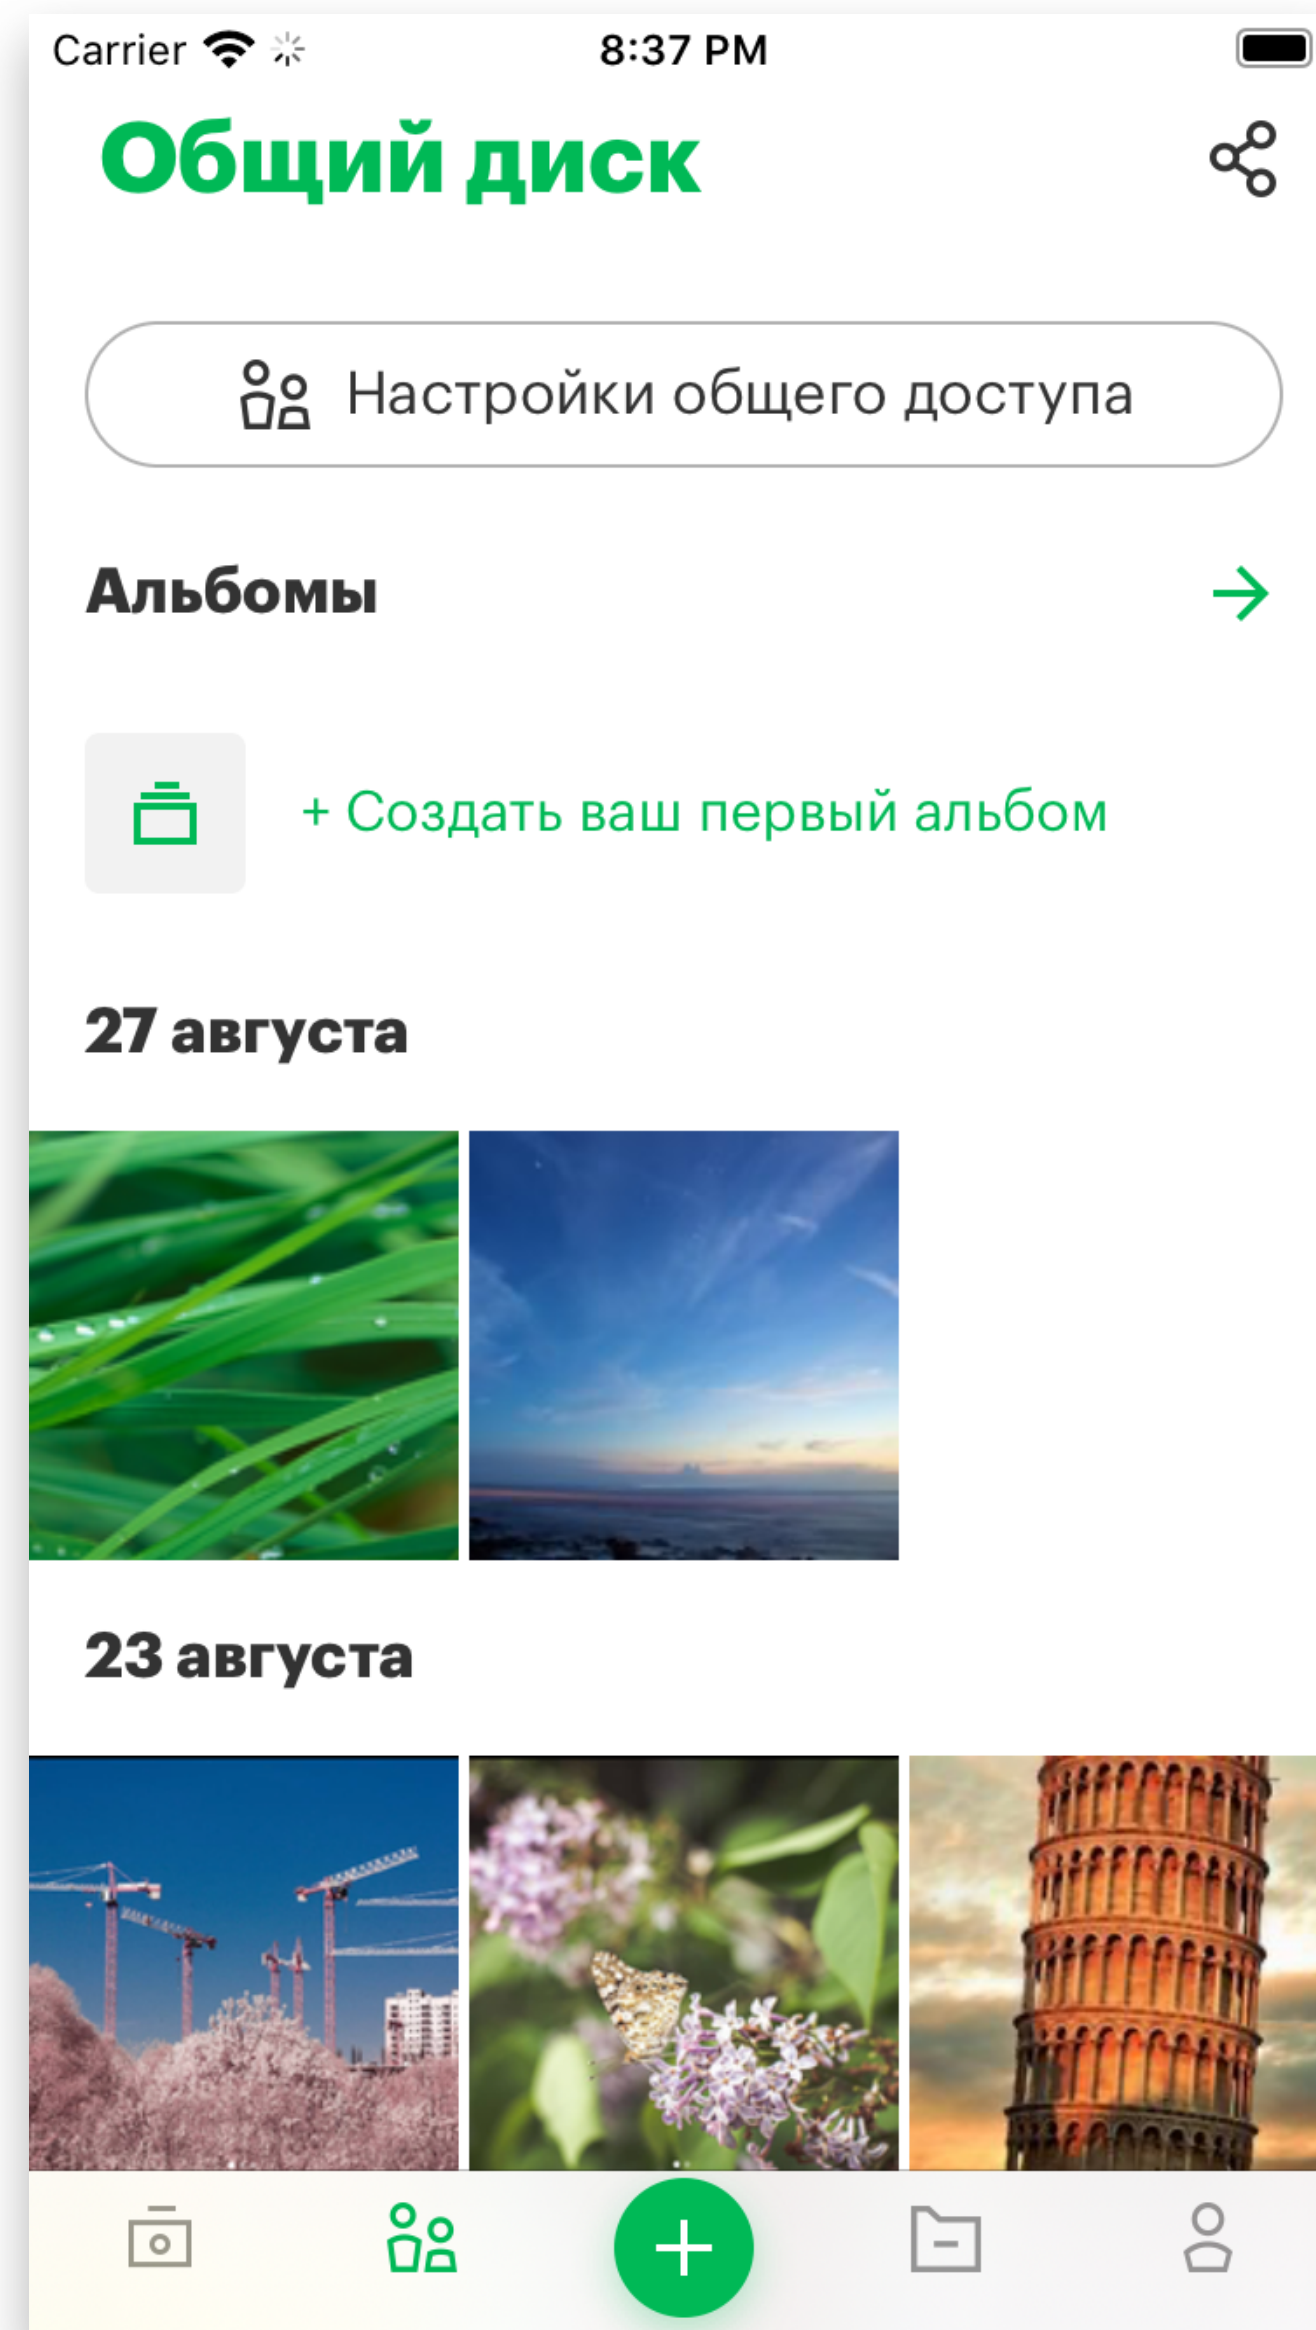 Carrier 8:37 PM
Общий диск
Настройки общего доступа
Альбомы
+ Создать ваш первый альбом
27 августа
23 августа